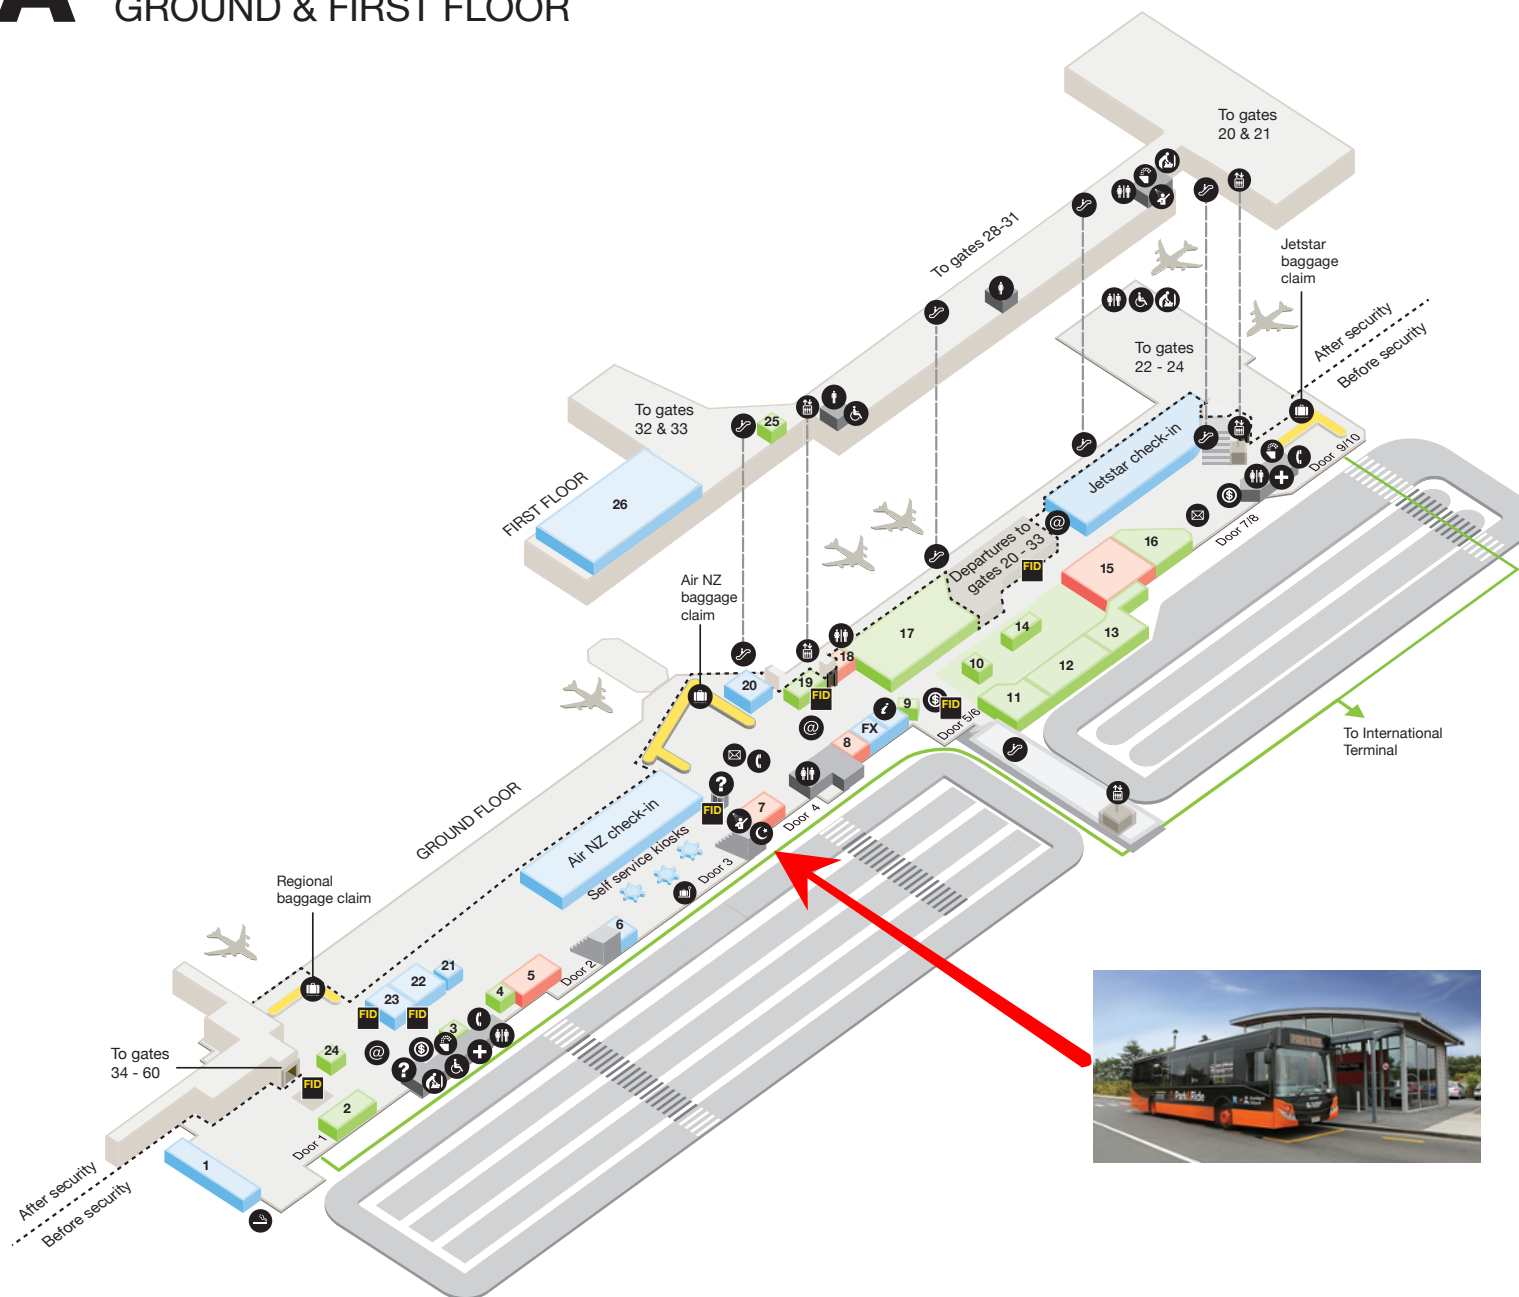 A
GROUND & FIRST FLOOR
To gates
20 & 21
To gates 28-31
Jetstar
baggage
claim
After security
Before security
To gates
22 - 24
To gates
32 & 33
25
FIRST FLOOR
26
Jetstar check-in
Door 9/10
Door 7/8
@
16
15
Departures to
gates 20 - 33
FID
Air NZ
baggage
claim
17
14
13
12
10
11
18
19
FID
20
9
FID
Door 5/6
To International
Terminal
i
FX
8
@
?
FID
7
Door 4
GROUND FLOOR
Air NZ check-in
Self service kiosks
Door 3
6
Door 2
5
4
Regional
baggage claim
21
22
23
FID
FID
3
@
?
24
To gates
34 - 60
FID
2
Door 1
1
After security
Before security
Park&Ride